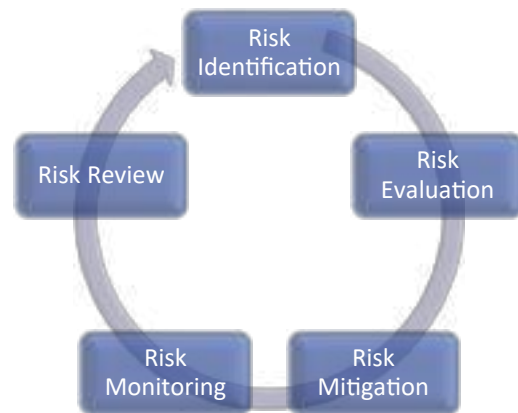 Risk
Identification
Risk
Evaluation
Risk
Mitigation
Risk
Monitoring
Risk Review